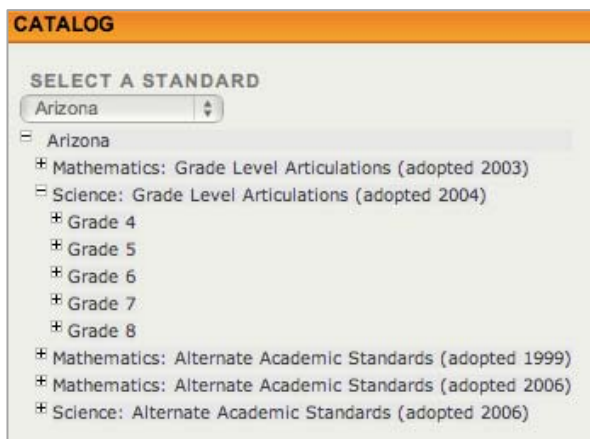 CATALOG
SELECT A STANDARD
Arizona
Arizona
Mathematics: Grade Level Articulations (adopted 2003)
Science: Grade Level Articulations (adopted 2004)
Grade 4
Grade 5
Grade 6
Grade 7
Grade 8
Mathematics: Alternate Academic Standards (adopted 1999)
Mathematics: Alternate Academic Standards (adopted 2006)
Science: Alternate Academic Standards (adopted 2006)